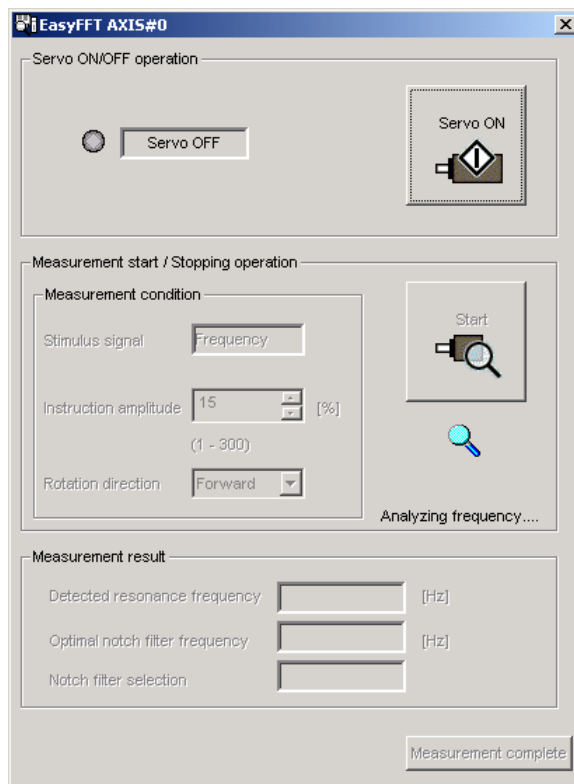 EasyFFT AXIS#0
Servo ON/OFF operation
Servo OFF
Servo ON
Measurement start / Stopping operation
Measurement condition
Stimulus signal
Frequency
Start
Instruction amplitude
15
[%]
(1 - 300)
Rotation direction
Forward
Analyzing frequency....
Measurement result
Detected resonance frequency
[Hz]
Optimal notch filter frequency
[Hz]
Notch filter selection
Measurement complete